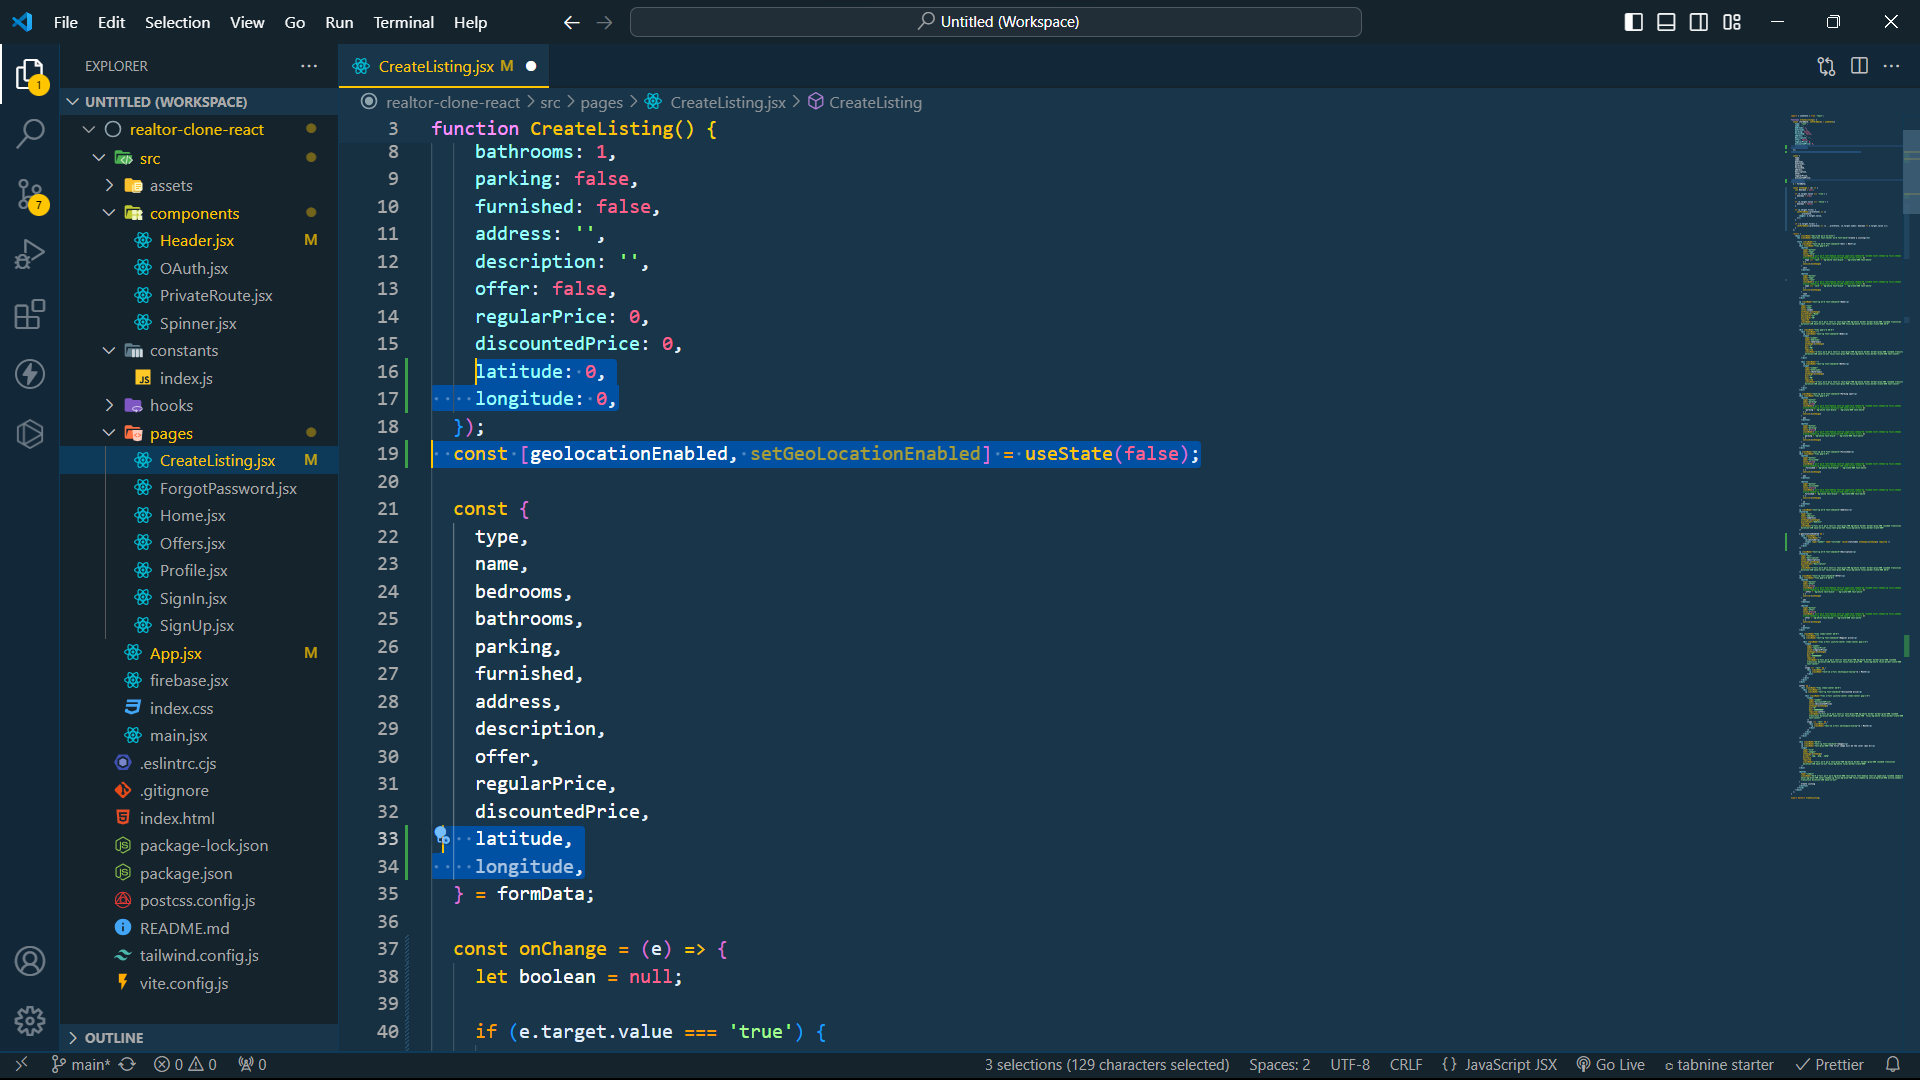 File Edit Selection View Go Run Terminal Help
Untitled (Workspace)
EXPLORER
UNTITLED (WORKSPACE)
realtor-clone-react
src
assets
components
Header.jsx M
OAuth.jsx
PrivateRoute.jsx
Spinner.jsx
constants
JS index.js
hooks
pages
CreateListing.jsx M
ForgotPassword.jsx
Home.jsx
Offers.jsx
Profile.jsx
SignIn.jsx
SignUp.jsx
App.jsx M
firebase.jsx
index.css
main.jsx
.eslintrc.cjs
.gitignore
index.html
package-lock.json
package.json
postcss.config.js
README.md
tailwind.config.js
vite.config.js
OUTLINE
1
7
CreateListing.jsx M
realtor-clone-react > src > pages > CreateListing.jsx > CreateListing
3 function CreateListing() {
8 bathrooms: 1,
9 parking: false,
10 furnished: false,
11 address: '',
12 description: '',
13 offer: false,
14 regularPrice: 0,
15 discountedPrice: 0,
16 latitude: 0,
17 longitude: 0,
18 });
19 const [geolocationEnabled, setGeoLocationEnabled] = useState(false);
20
21 const {
22 type,
23 name,
24 bedrooms,
25 bathrooms,
26 parking,
27 furnished,
28 address,
29 description,
30 offer,
31 regularPrice,
32 discountedPrice,
33 latitude,
34 longitude,
35 } = formData;
36
37 const onChange = (e) => {
38 let boolean = null;
39
40 if (e.target.value === 'true') {
main* 0 0 0
3 selections (129 characters selected) Spaces: 2 UTF-8 CRLF {} JavaScript JSX Go Live tabnine starter Prettier